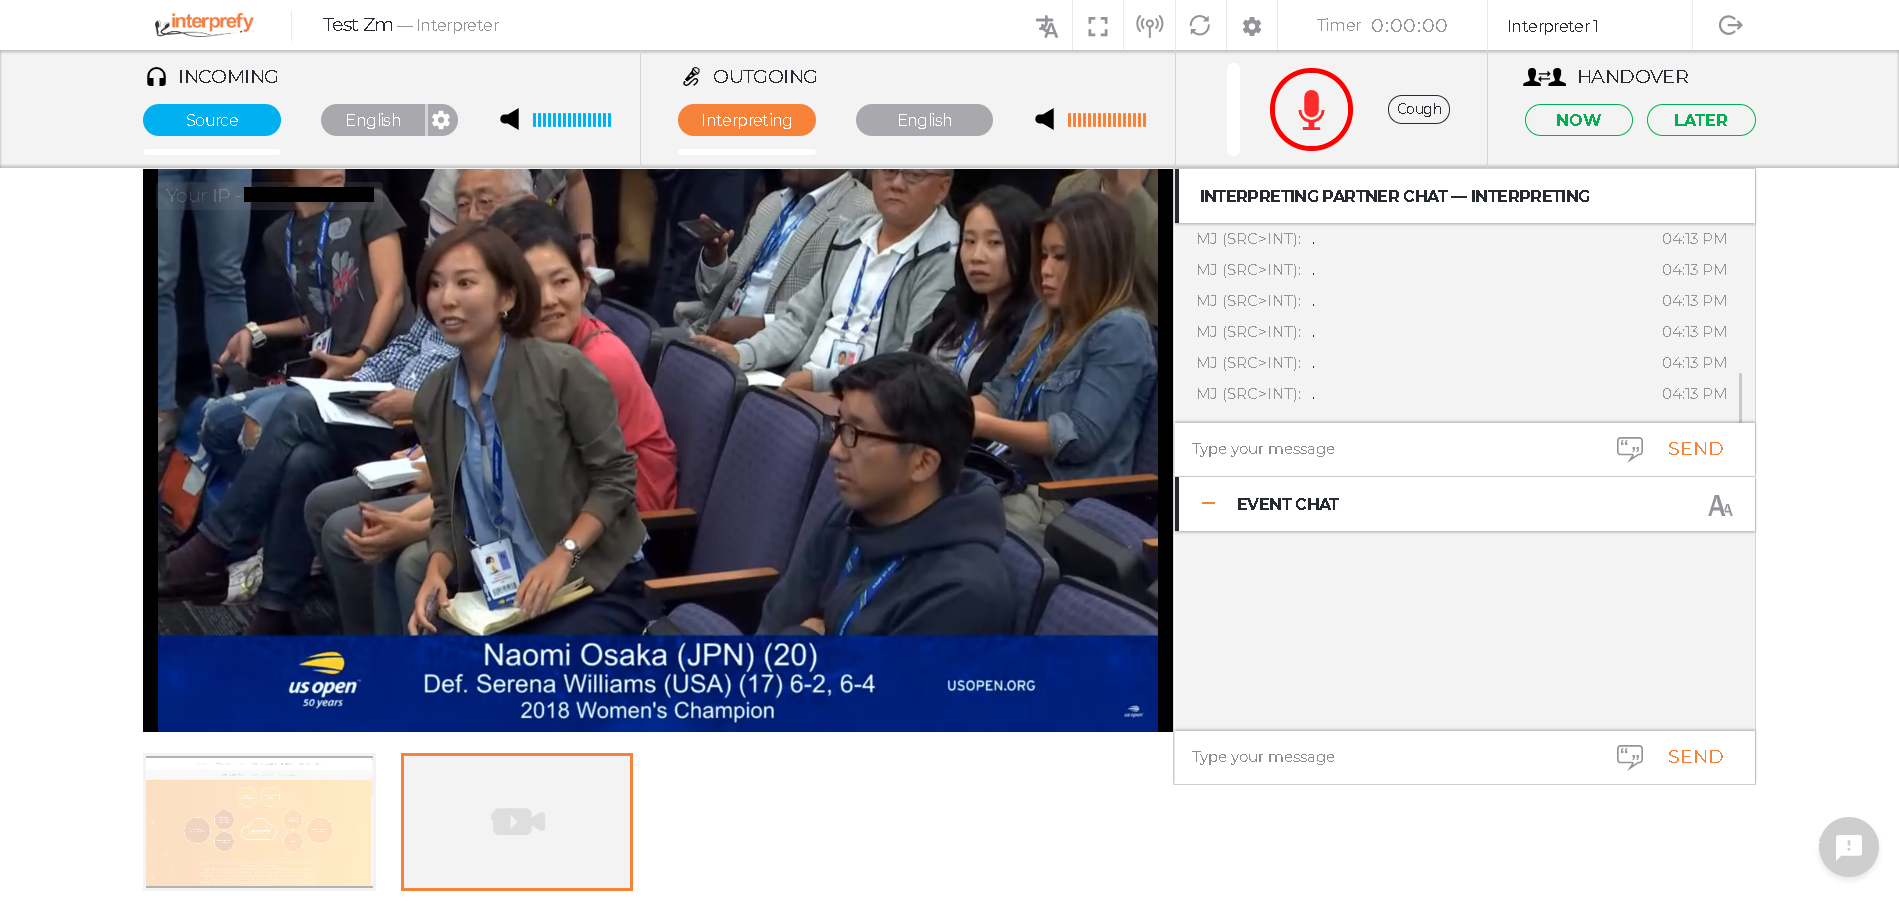 interprefy
Test Zm — Interpreter
Timer 0:00:00
Interpreter 1
INCOMING
Source
English
OUTGOING
Interpreting
English
Cough
HANDOVER
NOW
LATER
Your IP -
Naomi Osaka (JPN) (20)
Def. Serena Williams (USA) (17) 6-2, 6-4
2018 Women's Champion
us open
50 years
USOPEN.ORG
us open
INTERPRETING PARTNER CHAT — INTERPRETING
MJ (SRC>INT): . 04:13 PM
MJ (SRC>INT): . 04:13 PM
MJ (SRC>INT): . 04:13 PM
MJ (SRC>INT): . 04:13 PM
MJ (SRC>INT): . 04:13 PM
MJ (SRC>INT): . 04:13 PM
Type your message
SEND
EVENT CHAT
AA
Type your message
SEND